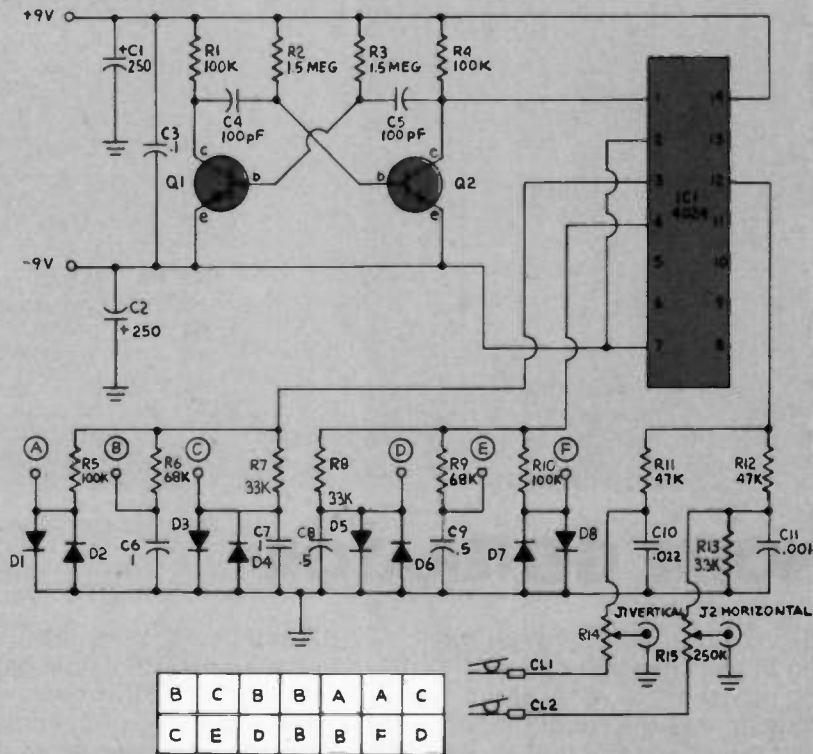 +9V
C1
+
250
R1
100K
R2
1.5 MEG
R3
1.5 MEG
R4
100K
C4
100pF
C5
100pF
C3
.1
c
b
e
Q1
c
b
e
Q2
1
2
3
4
5
6
7
14
13
12
11
10
9
8
IC1
4024
-9V
C2
+250
A
B
C
D
E
F
R5
100K
R6
68K
R7
33K
R8
33K
R9
68K
R10
100K
R11
47K
R12
47K
D1
D2
C6
1
D3
D4
C7
1
C8
.5
D5
D6
C9
.5
D7
D8
C10
.022
R13
33K
C11
.001
J1 VERTICAL
J2 HORIZONTAL
R14
R15
250K
CL1
CL2
B C B B A A C
C E D B B F D